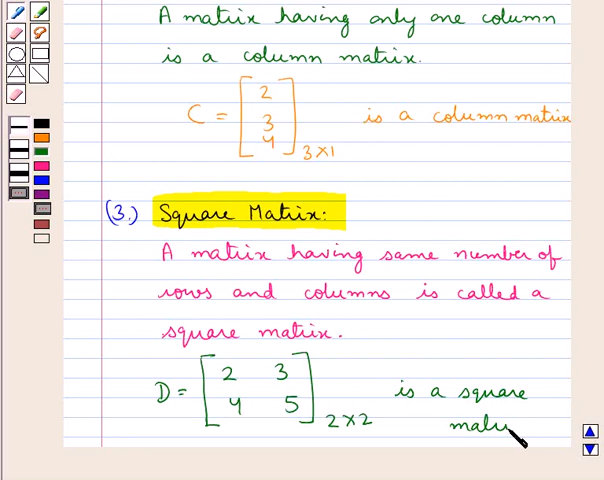 A matrix having only one column
is a column matrix.
C = [2 3 4] 3×1 is a column matrix
(3.) Square Matrix:
A matrix having same number of
rows and columns is called a
square matrix.
D = [2 3 4 5] 2×2 is a square
matr